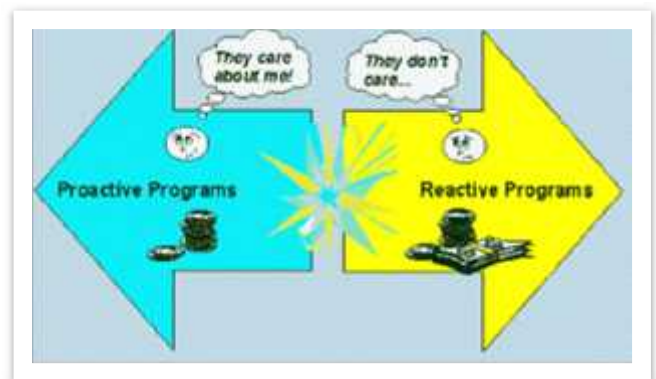 They care
about me!
They don't
care...
Proactive Programs
Reactive Programs